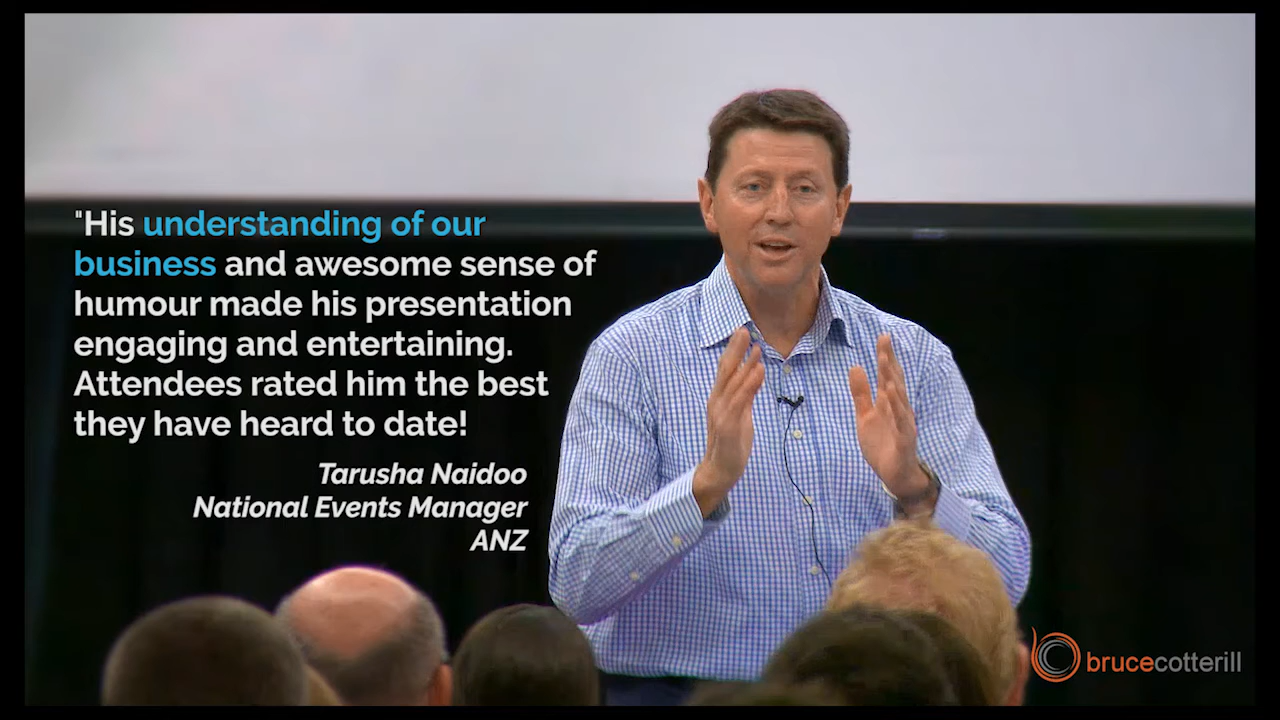 "His understanding of our
business and awesome sense of
humour made his presentation
engaging and entertaining.
Attendees rated him the best
they have heard to date!
Tarusha Naidoo
National Events Manager
ANZ
brucecotterill